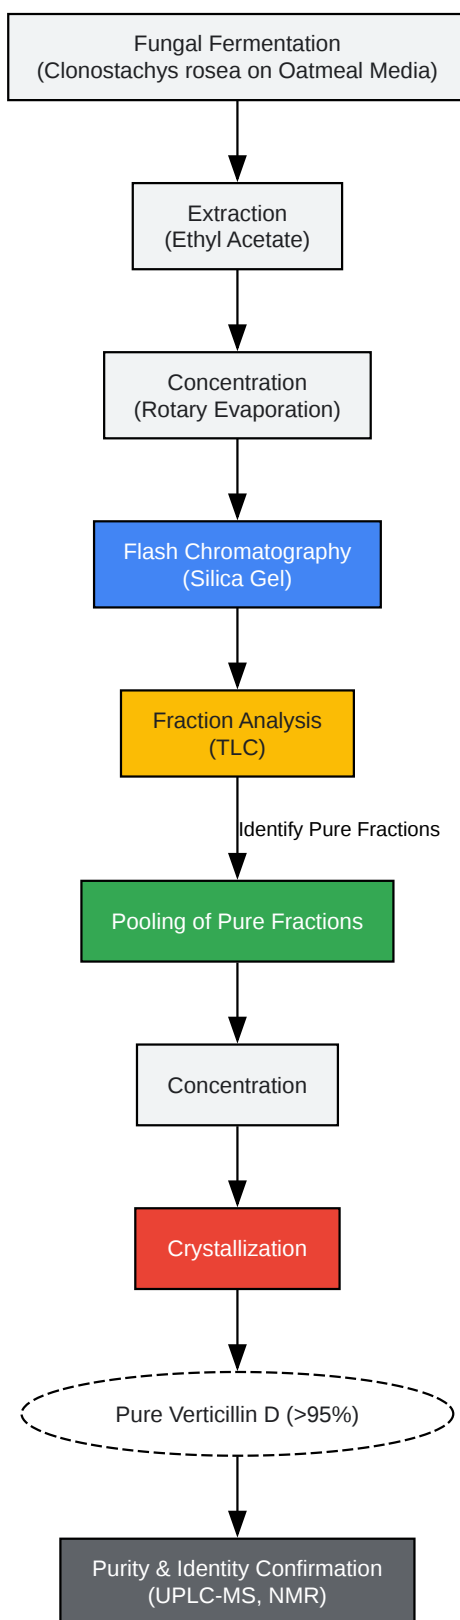 Fungal Fermentation
(Clonostachys rosea on Oatmeal Media)
Extraction
(Ethyl Acetate)
Concentration
(Rotary Evaporation)
Flash Chromatography
(Silica Gel)
Fraction Analysis
(TLC)
Identify Pure Fractions
Pooling of Pure Fractions
Concentration
Crystallization
Pure Verticillin D (>95%)
Purity & Identity Confirmation
(UPLC-MS, NMR)